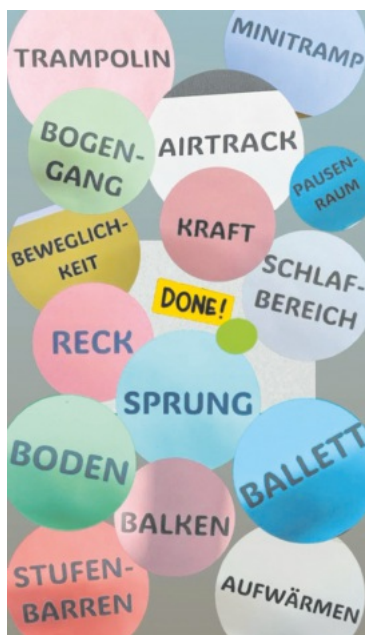 TRAMPOLIN
MINITRAMP
BOGEN-
GANG
AIRTRACK
PAUSEN-
RAUM
BEWEGLICH-
KEIT
KRAFT
SCHLAF-
BEREICH
DONE!
RECK
SPRUNG
BODEN
BALLETT
BALKEN
STUFEN-
BARREN
AUFWÄRMEN